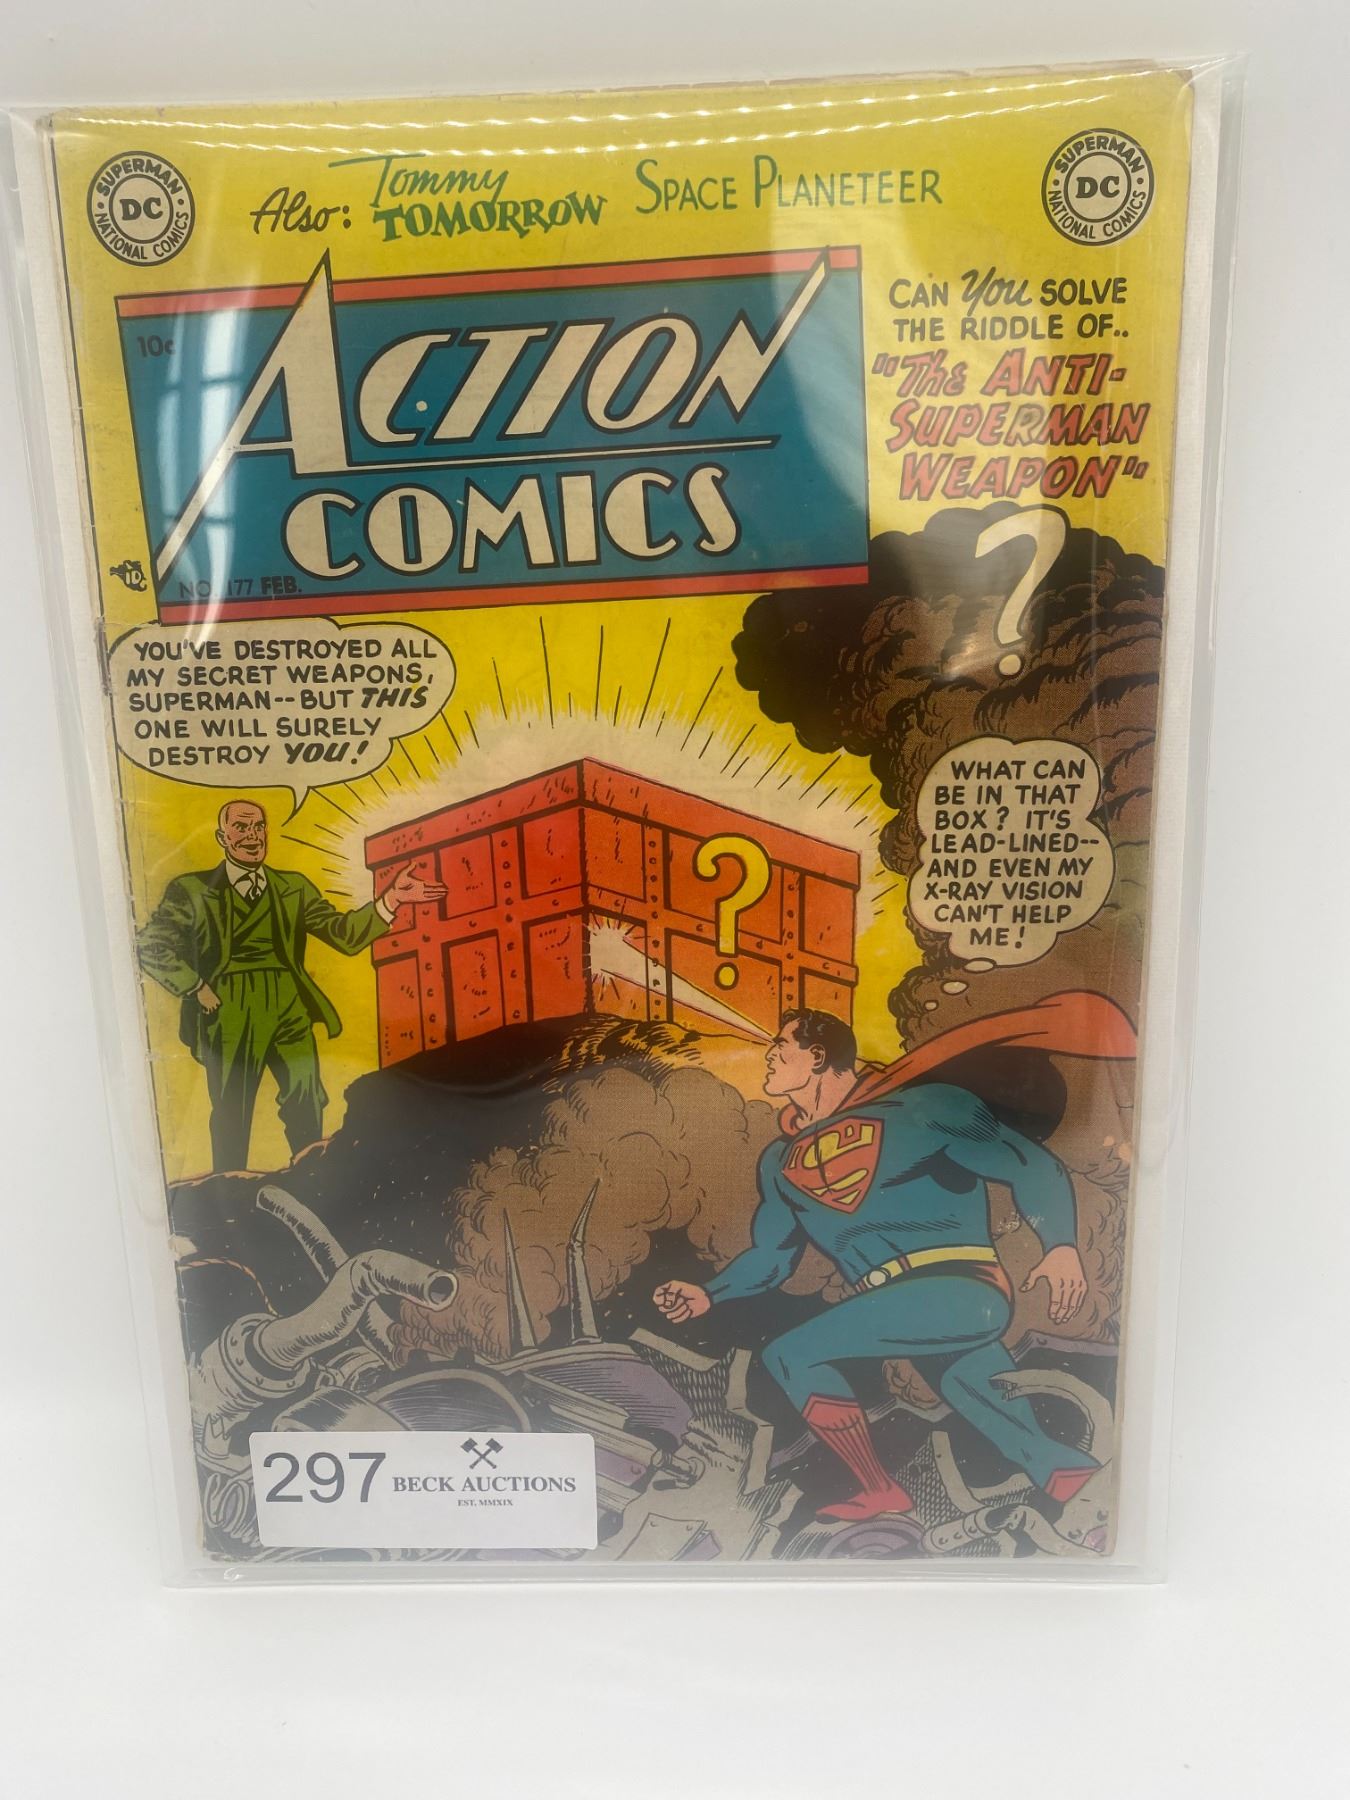 SUPERMAN
DC
NATIONAL COMICS
Also: Tommy TOMORROW SPACE PLANETEER
SUPERMAN
DC
NATIONAL COMICS
10¢
ACTION
COMICS
NO. 177 FEB.
CAN You SOLVE
THE RIDDLE OF..
"The ANTI-
SUPERMAN
WEAPON"
?
YOU'VE DESTROYED ALL
MY SECRET WEAPONS,
SUPERMAN--BUT THIS
ONE WILL SURELY
DESTROY YOU!
WHAT CAN
BE IN THAT
BOX? IT'S
LEAD-LINED--
AND EVEN MY
X-RAY VISION
CAN'T HELP
ME!
?
S
297 BECK AUCTIONS
EST, MMXIX